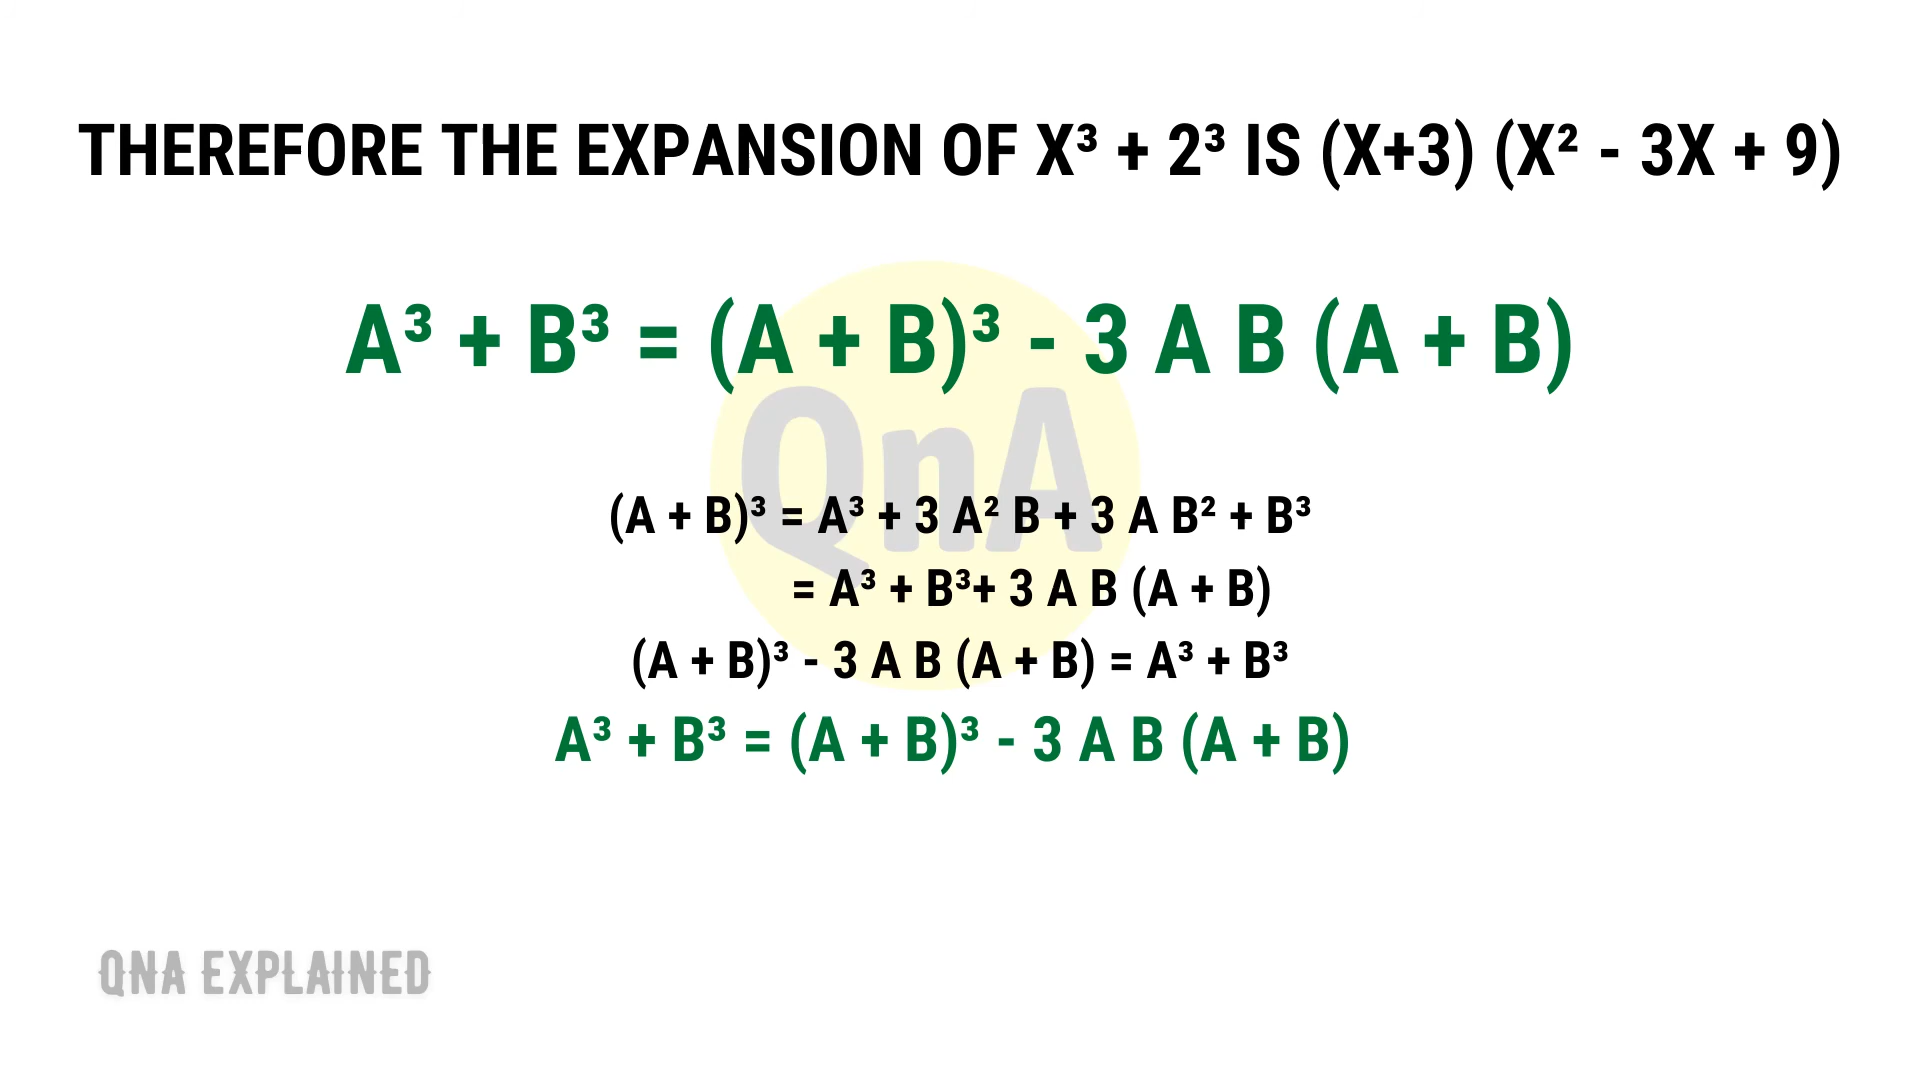 THEREFORE THE EXPANSION OF X³ + 2³ IS (X+3) (X² - 3X + 9)
A³ + B³ = (A + B)³ - 3 A B (A + B)
QnA
(A + B)³ = A³ + 3 A² B + 3 A B² + B³
= A³ + B³+ 3 A B (A + B)
(A + B)³ - 3 A B (A + B) = A³ + B³
A³ + B³ = (A + B)³ - 3 A B (A + B)
QNA EXPLAINED